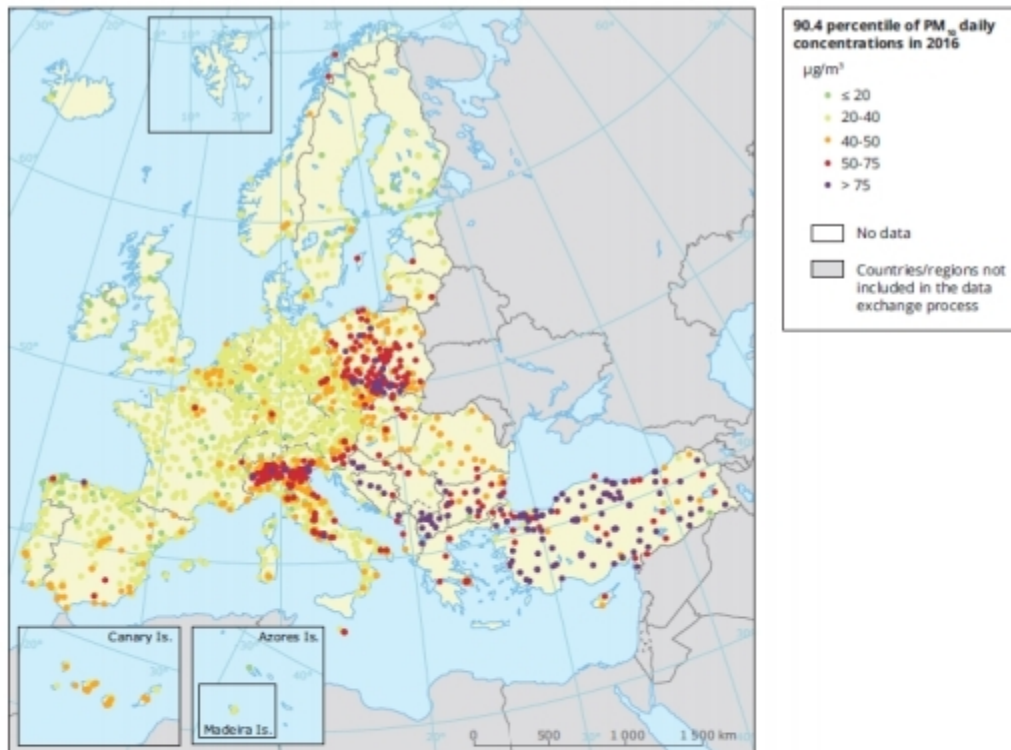 90.4 percentile of PM₁₀ daily
concentrations in 2016
µg/m³
≤ 20
20-40
40-50
50-75
> 75
No data
Countries/regions not
included in the data
exchange process
Canary Is.
Azores Is.
Madeira Is.
0 500 1 000 1 500 km